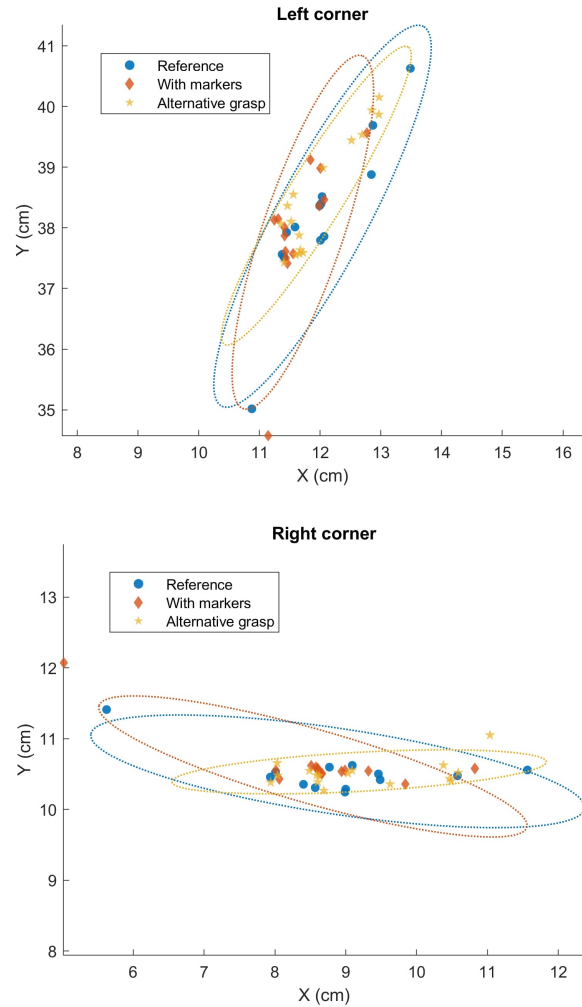 Left corner
41
40
39
38
37
36
35
Y (cm)
Reference
With markers
Alternative grasp
8 9 10 11 12 13 14 15 16
X (cm)
Right corner
13
12
11
10
9
8
Y (cm)
Reference
With markers
Alternative grasp
6 7 8 9 10 11 12
X (cm)